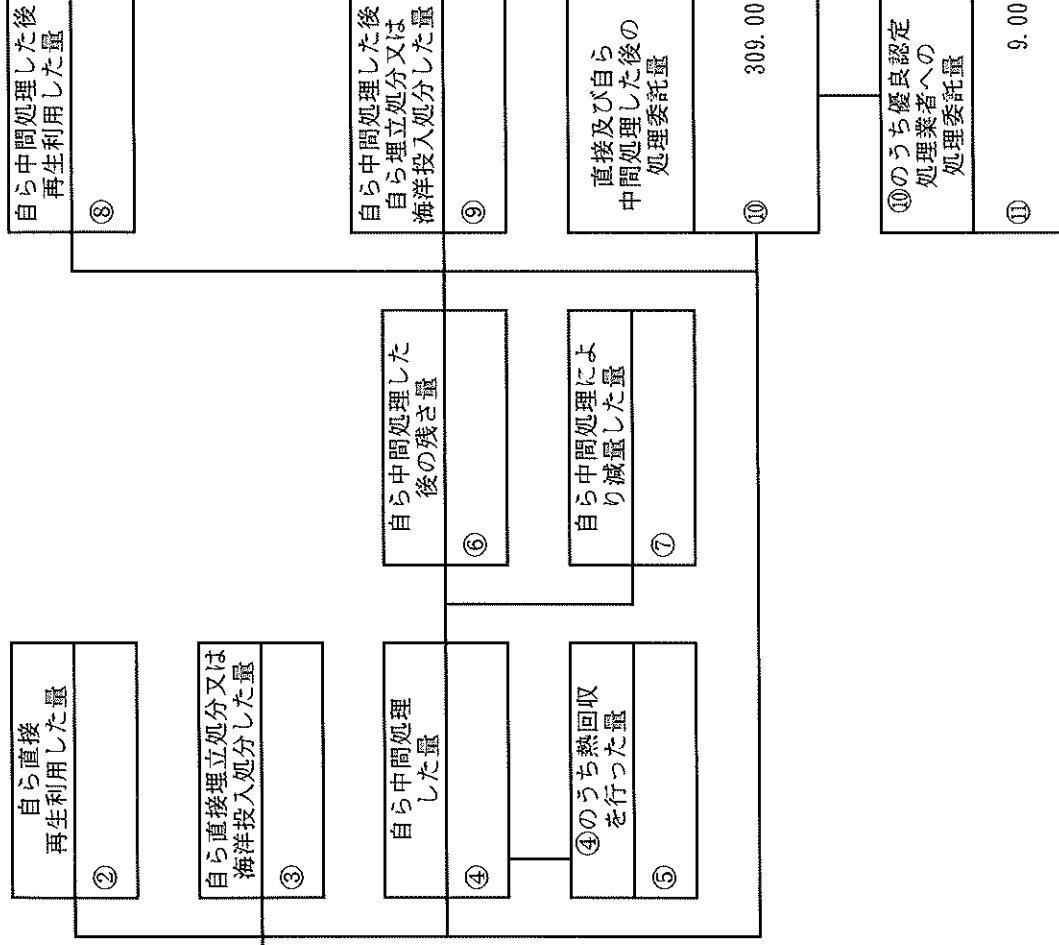 自ら直接
再生利用した量
②
自ら直接埋立処分又は
海洋投入処分した量
③
自ら中間処理
した量
④
④のうち熱回収
を行った量
⑤
自ら中間処理した
後の残さ量
⑥
自ら中間処理によ
り減量した量
⑦
自ら中間処理した後
再生利用した量
⑧
自ら中間処理した後
自ら埋立処分又は
海洋投入処分した量
⑨
直接及び自ら
中間処理した後の
処理委託量
⑩
309.00
⑩のうち優良認定
処理業者への
処理委託量
⑪
9.00